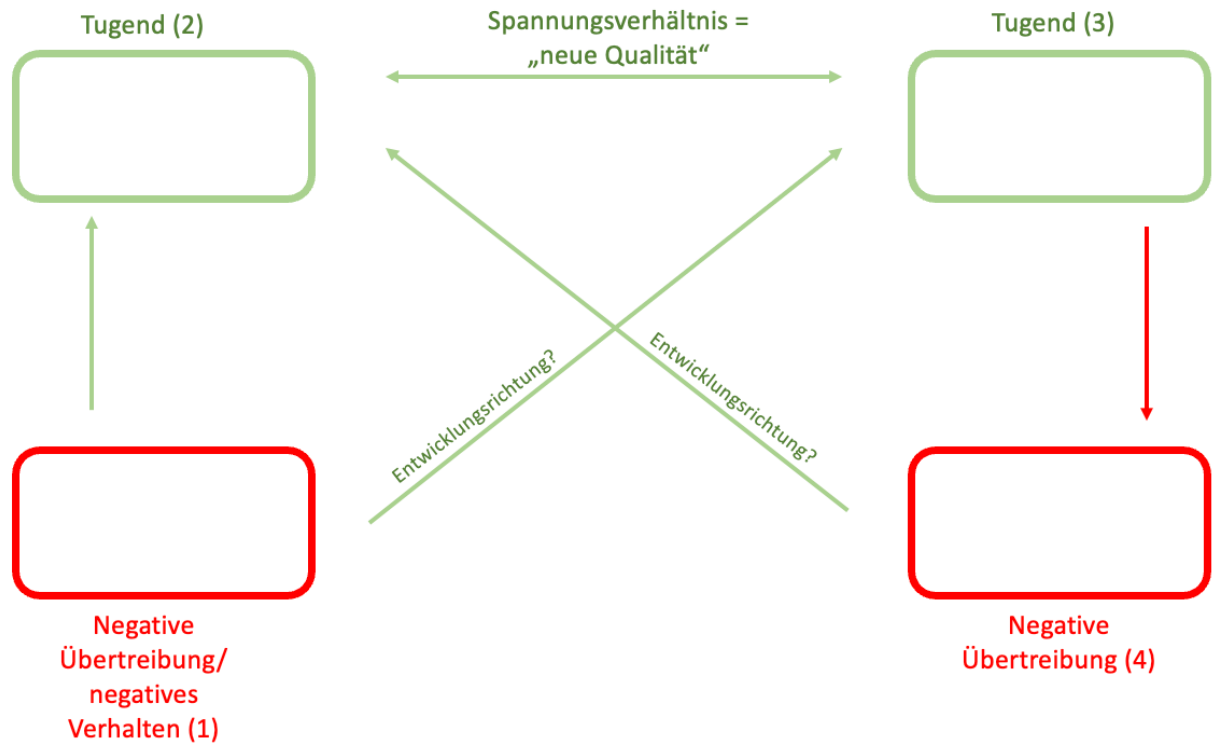 Tugend (2)
Spannungsverhältnis =
„neue Qualität“
Tugend (3)
Entwicklungsrichtung?
Entwicklungsrichtung?
Negative
Übertreibung/
negatives
Verhalten (1)
Negative
Übertreibung (4)